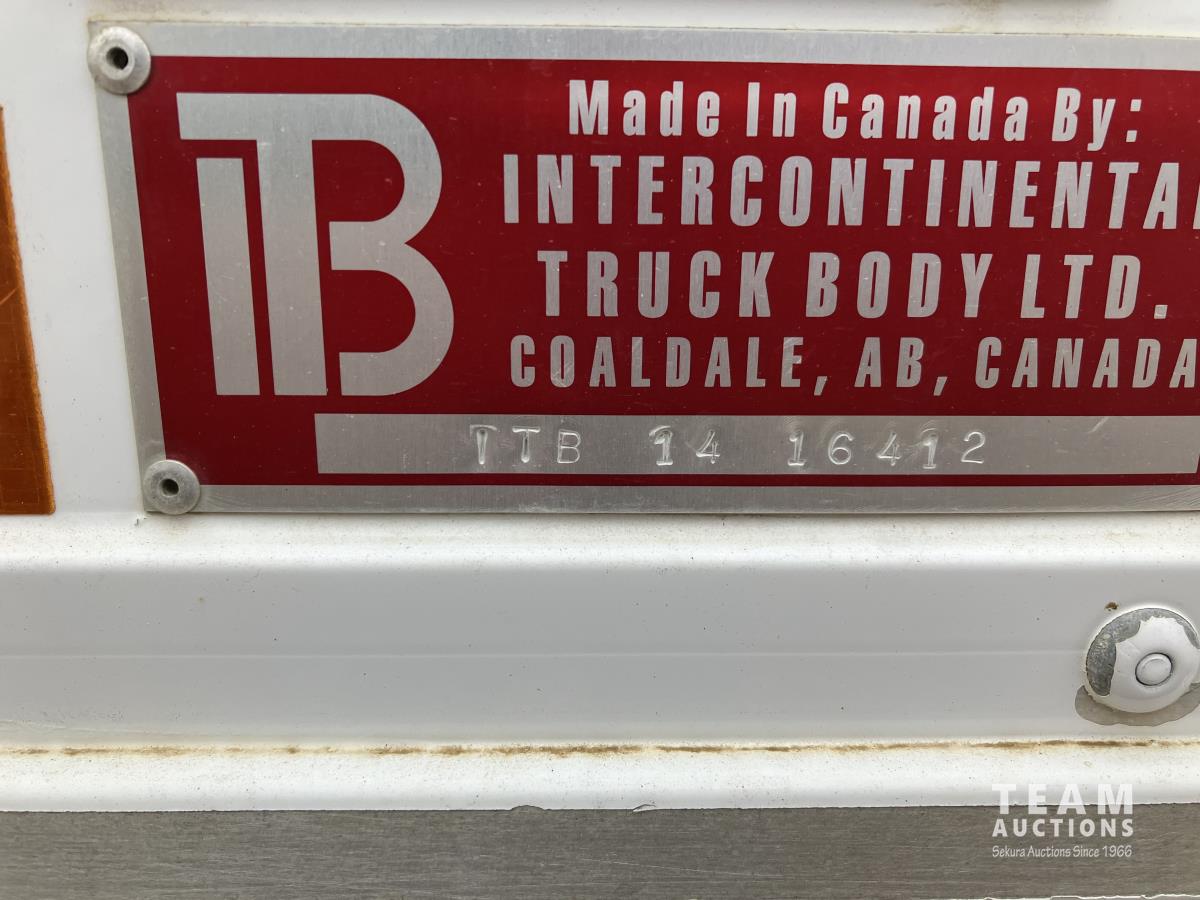 ITB
Made In Canada By:
INTERCONTINENTAL
TRUCK BODY LTD.
COALDALE, AB, CANADA
ITB 14 16412
TEAM
AUCTIONS
Sekura Auctions Since 1966